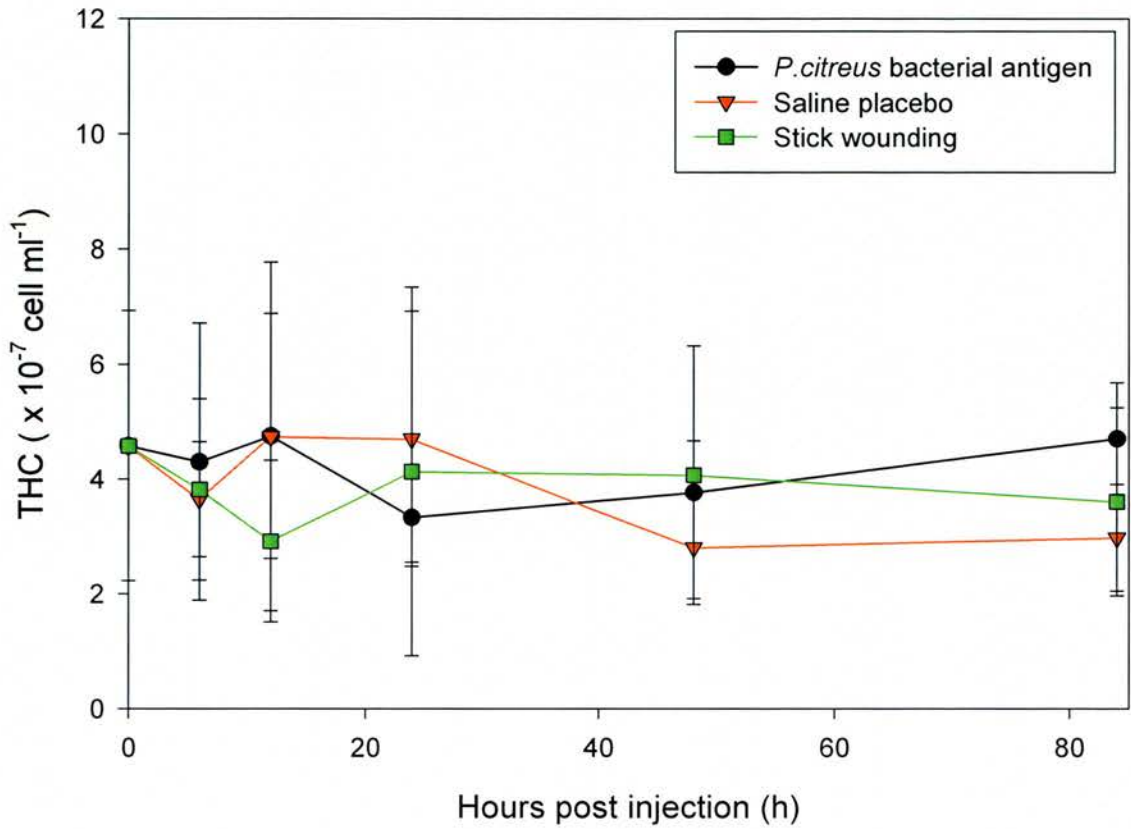 12
10
8
6
4
2
0
THC ( x 10⁻⁷ cell ml⁻¹)
P.citreus bacterial antigen
Saline placebo
Stick wounding
0 20 40 60 80
Hours post injection (h)